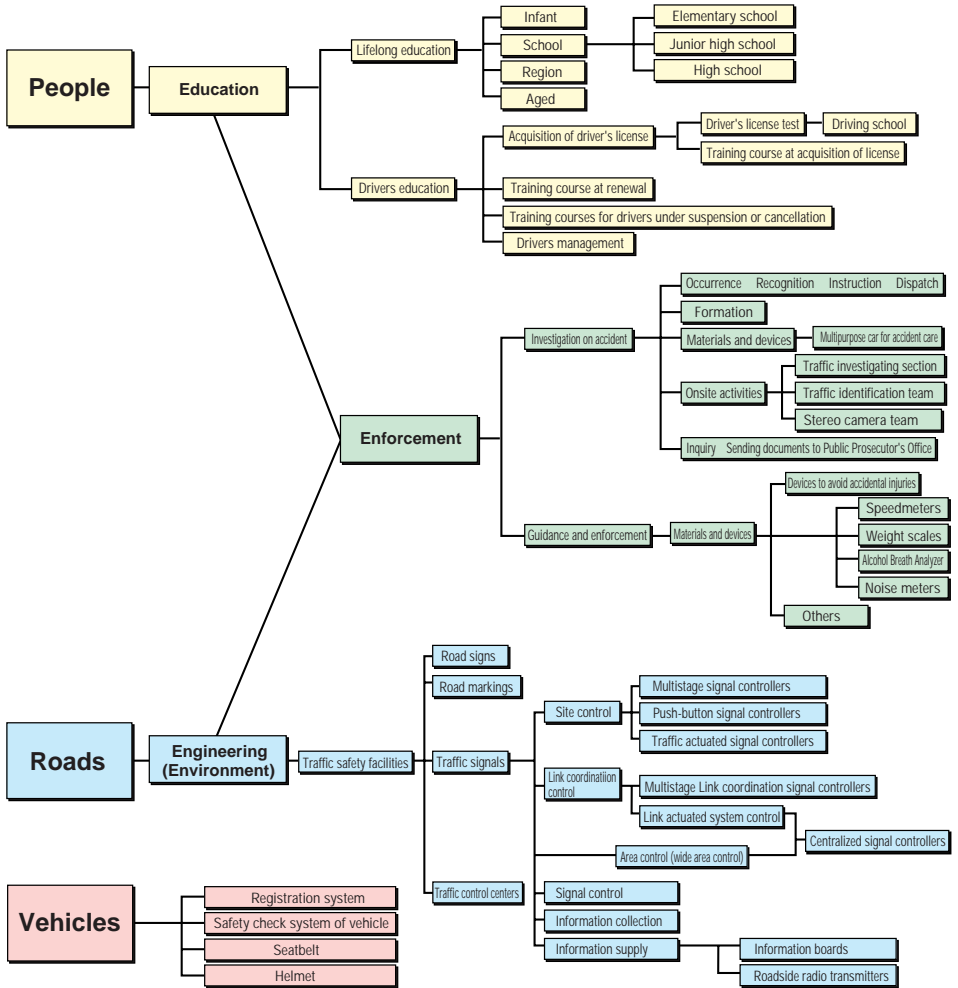 Infant
Elementary school
Lifelong education
School
Junior high school
People
Education
Region
High school
Aged
Acquisition of driver's license
Driver's license test
Driving school
Training course at acquisition of license
Drivers education
Training course at renewal
Training courses for drivers under suspension or cancellation
Drivers management
Occurrence Recognition Instruction Dispatch
Formation
Investigation on accident
Materials and devices
Multipurpose car for accident care
Traffic investigating section
Onsite activities
Traffic identification team
Stereo camera team
Enforcement
Inquiry Sending documents to Public Prosecutor's Office
Devices to avoid accidental injuries
Speedmeters
Guidance and enforcement
Materials and devices
Weight scales
Alcohol Breath Analyzer
Noise meters
Others
Road signs
Road markings
Multistage signal controllers
Site control
Push-button signal controllers
Traffic actuated signal controllers
Roads
Engineering
(Environment)
Traffic safety facilities
Traffic signals
Link coordinatiion
control
Multistage Link coordination signal controllers
Link actuated system control
Centralized signal controllers
Area control (wide area control)
Traffic control centers
Signal control
Information collection
Information supply
Information boards
Roadside radio transmitters
Vehicles
Registration system
Safety check system of vehicle
Seatbelt
Helmet